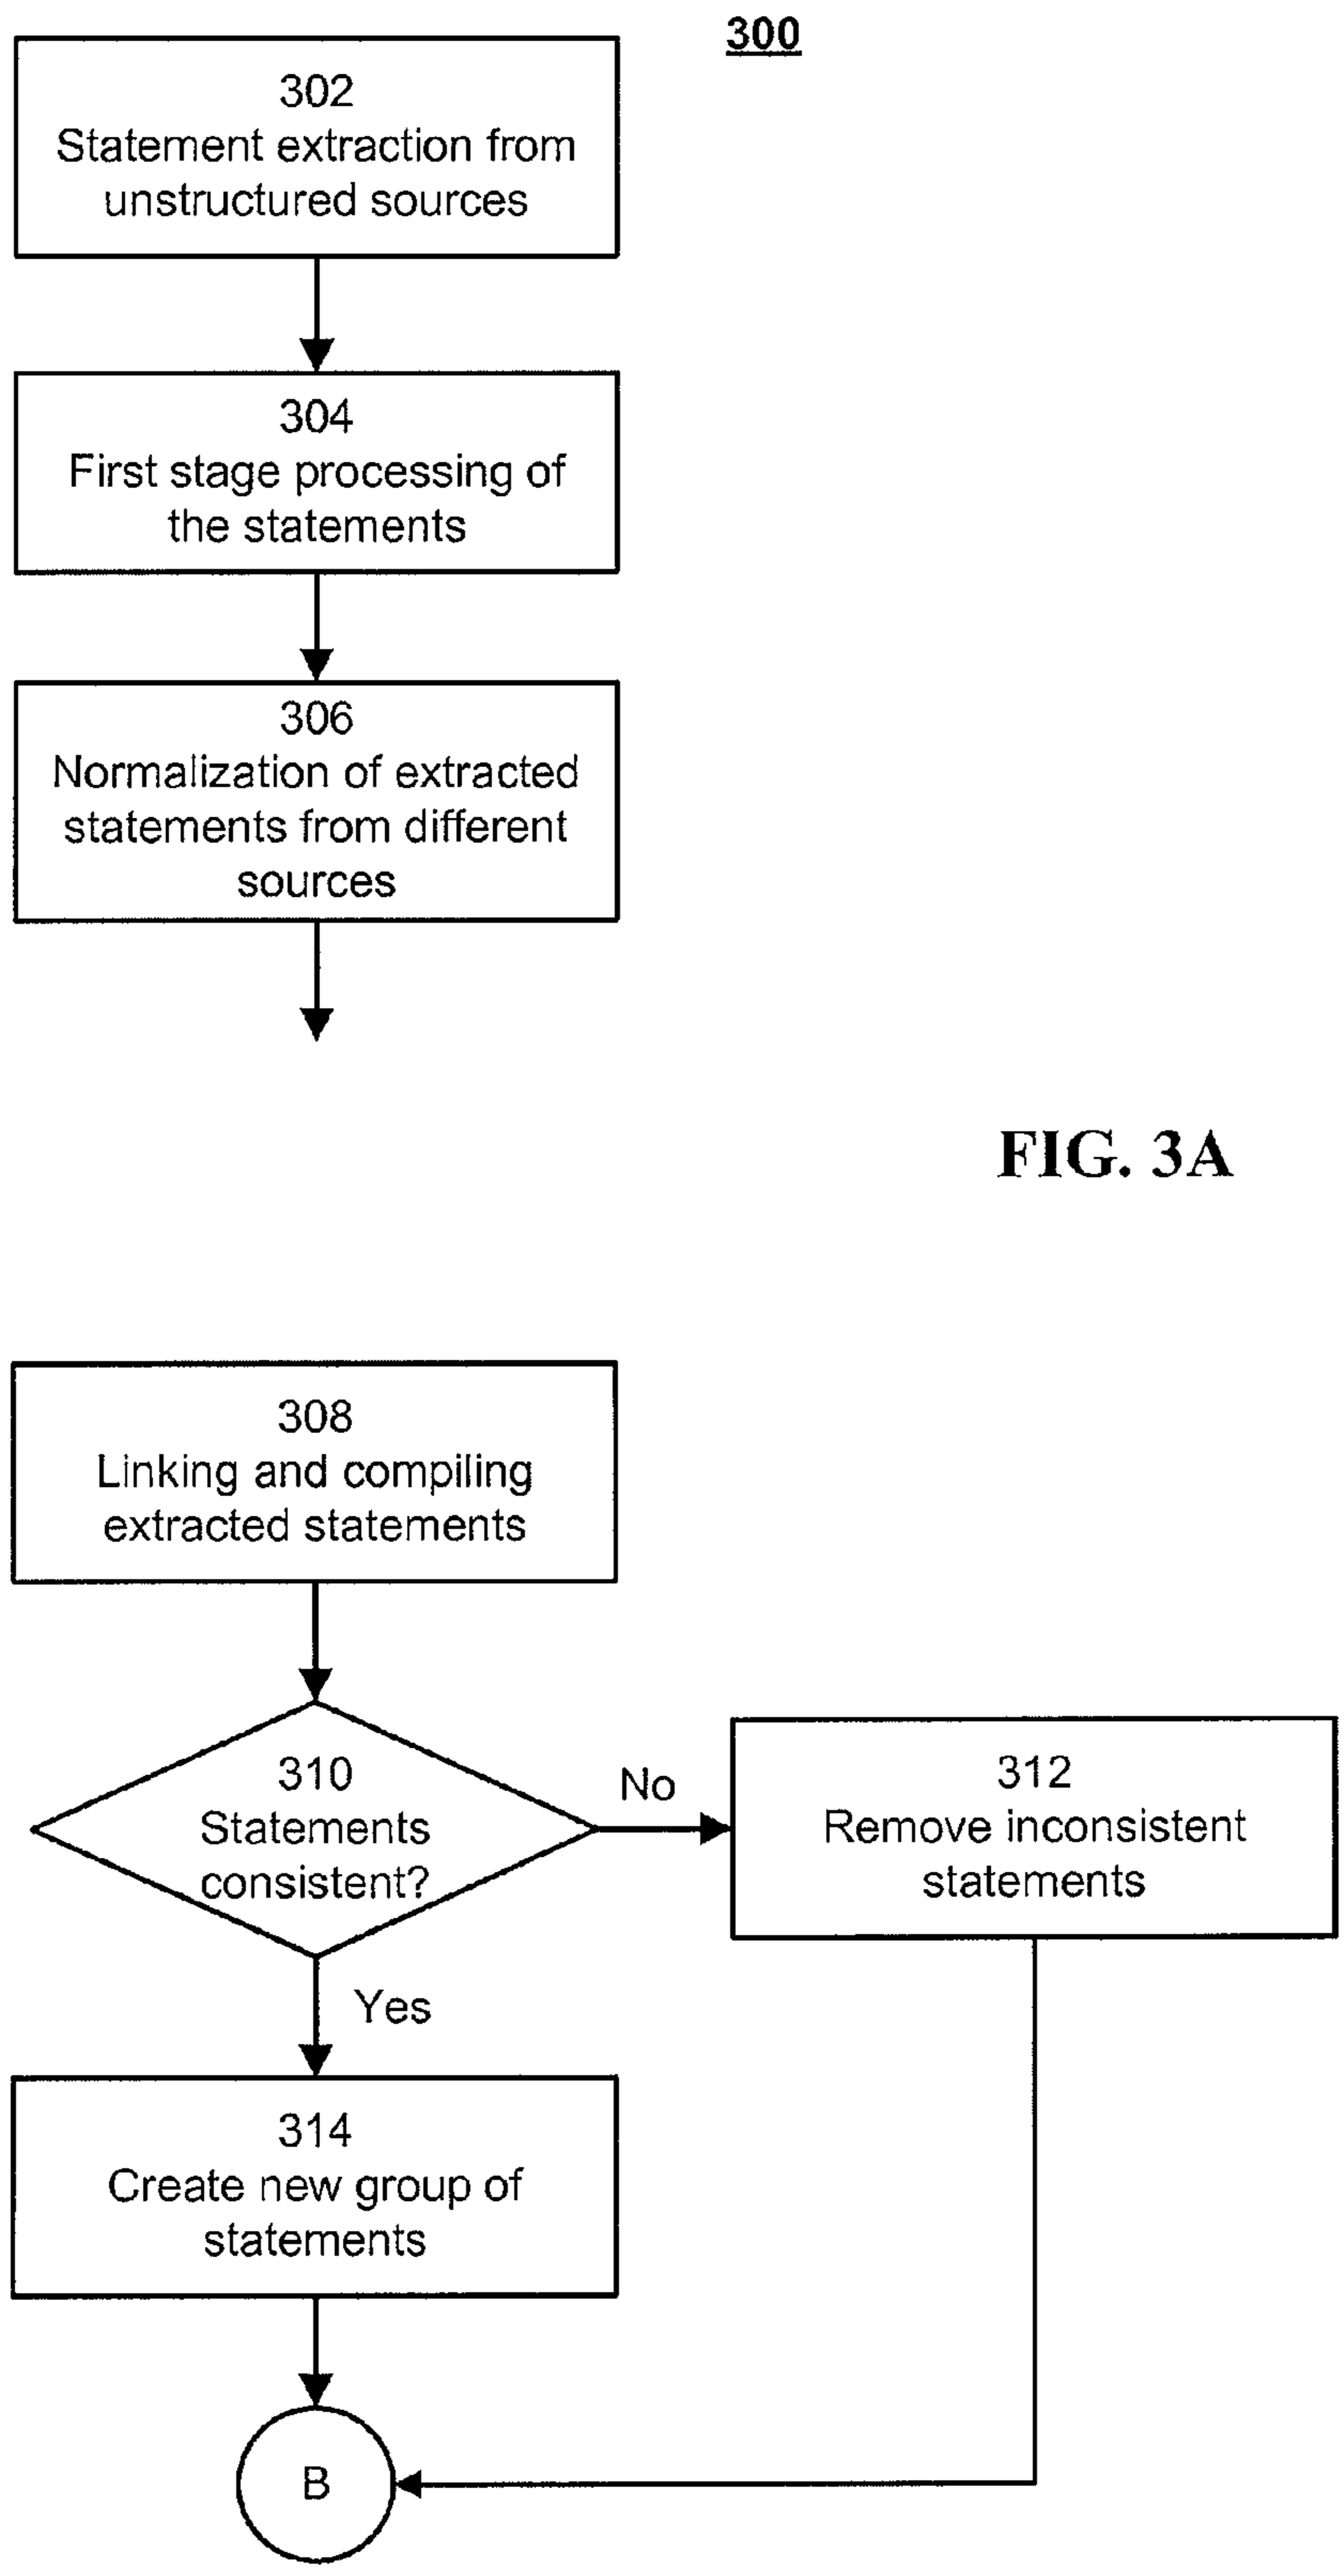 300
302
Statement extraction from
unstructured sources
304
First stage processing of
the statements
306
Normalization of extracted
statements from different
sources
FIG. 3A
308
Linking and compiling
extracted statements
310
Statements
consistent?
No
312
Remove inconsistent
statements
Yes
314
Create new group of
statements
B